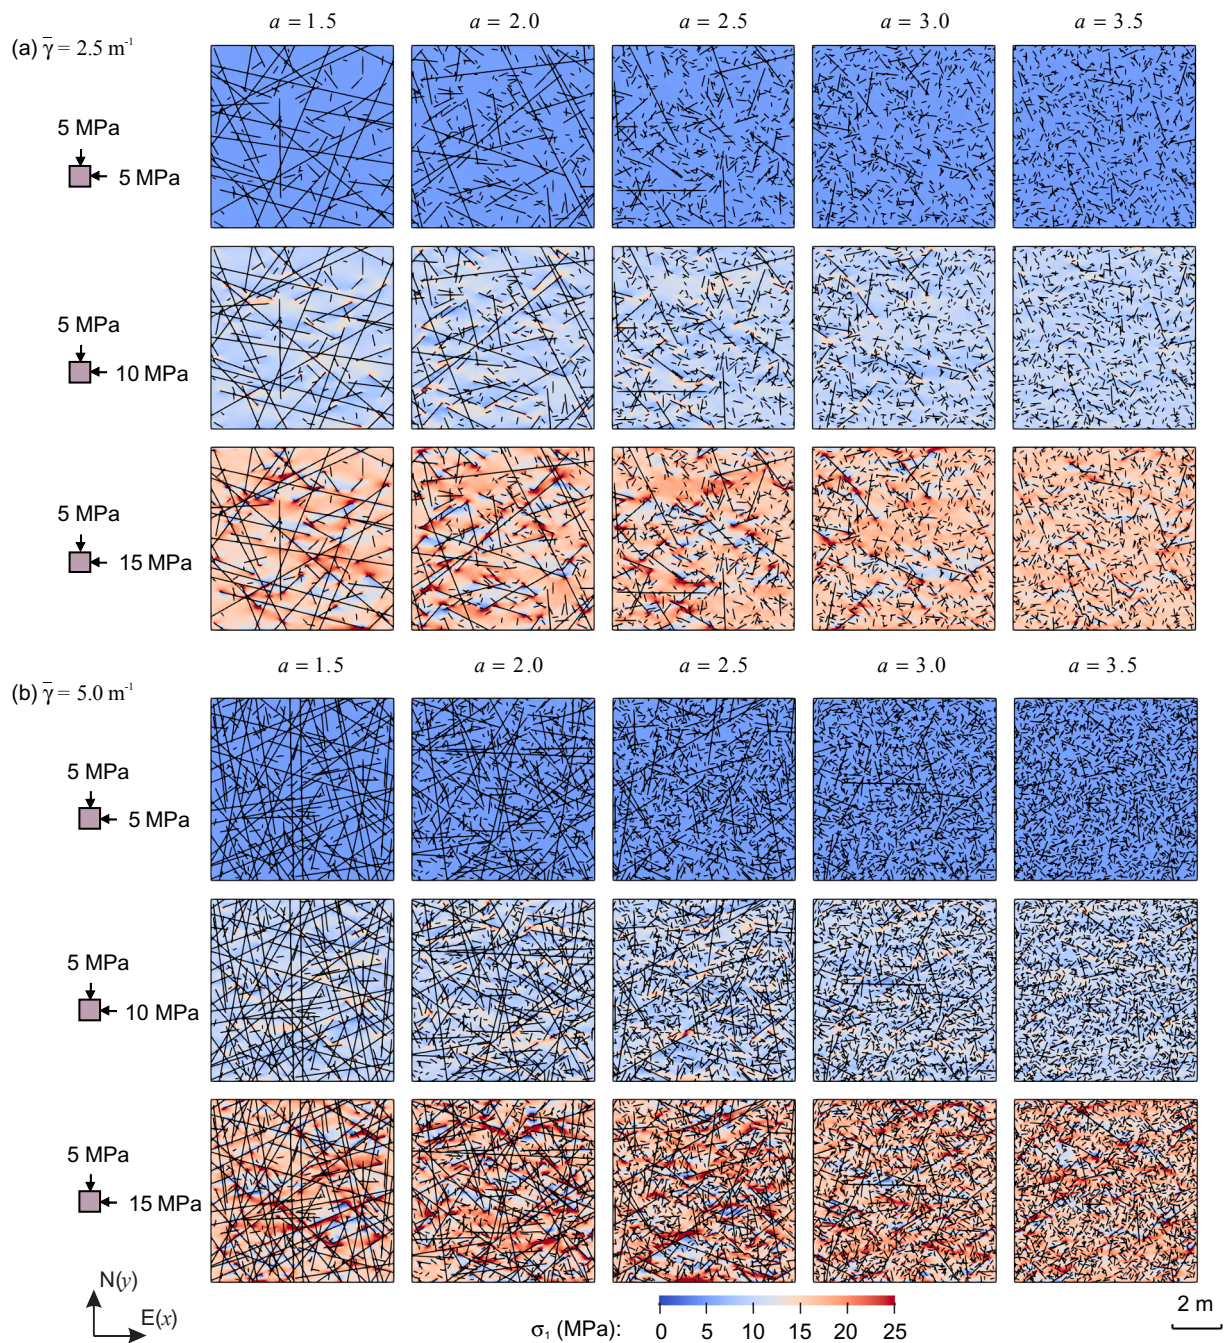 a = 1.5 a = 2.0 a = 2.5 a = 3.0 a = 3.5
(a) γ̅ = 2.5 m⁻¹
5 MPa
5 MPa
5 MPa
10 MPa
5 MPa
15 MPa
a = 1.5 a = 2.0 a = 2.5 a = 3.0 a = 3.5
(b) γ̅ = 5.0 m⁻¹
5 MPa
5 MPa
5 MPa
10 MPa
5 MPa
15 MPa
N(y)
E(x)
σ₁ (MPa): 0 5 10 15 20 25
2 m